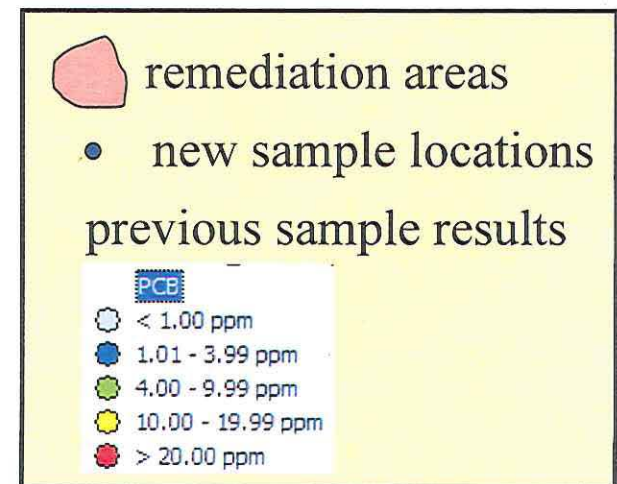 remediation areas
new sample locations
previous sample results
PCB
< 1.00 ppm
1.01 - 3.99 ppm
4.00 - 9.99 ppm
10.00 - 19.99 ppm
> 20.00 ppm